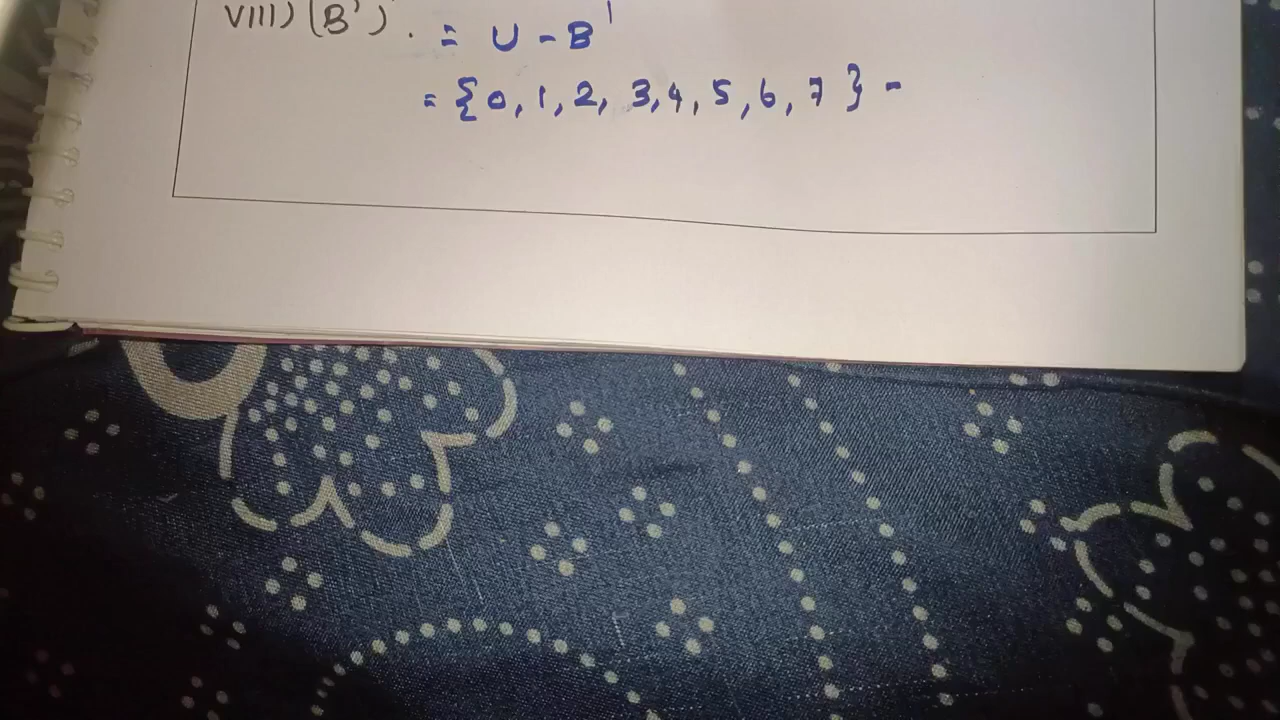 VIII) (B')'. = U - B'
= {0, 1, 2, 3, 4, 5, 6, 7} -